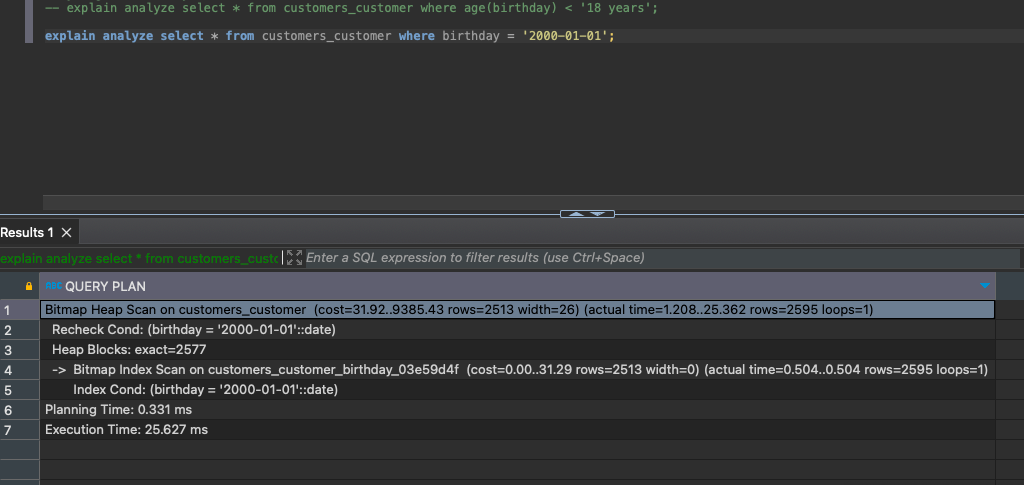 -- explain analyze select * from customers_customer where age(birthday) < '18 years';
explain analyze select * from customers_customer where birthday = '2000-01-01';
Results 1
explain analyze select * from customers_custo
Enter a SQL expression to filter results (use Ctrl+Space)
ABC QUERY PLAN
1 Bitmap Heap Scan on customers_customer (cost=31.92..9385.43 rows=2513 width=26) (actual time=1.208..25.362 rows=2595 loops=1)
2 Recheck Cond: (birthday = '2000-01-01'::date)
3 Heap Blocks: exact=2577
4 -> Bitmap Index Scan on customers_customer_birthday_03e59d4f (cost=0.00..31.29 rows=2513 width=0) (actual time=0.504..0.504 rows=2595 loops=1)
5 Index Cond: (birthday = '2000-01-01'::date)
6 Planning Time: 0.331 ms
7 Execution Time: 25.627 ms